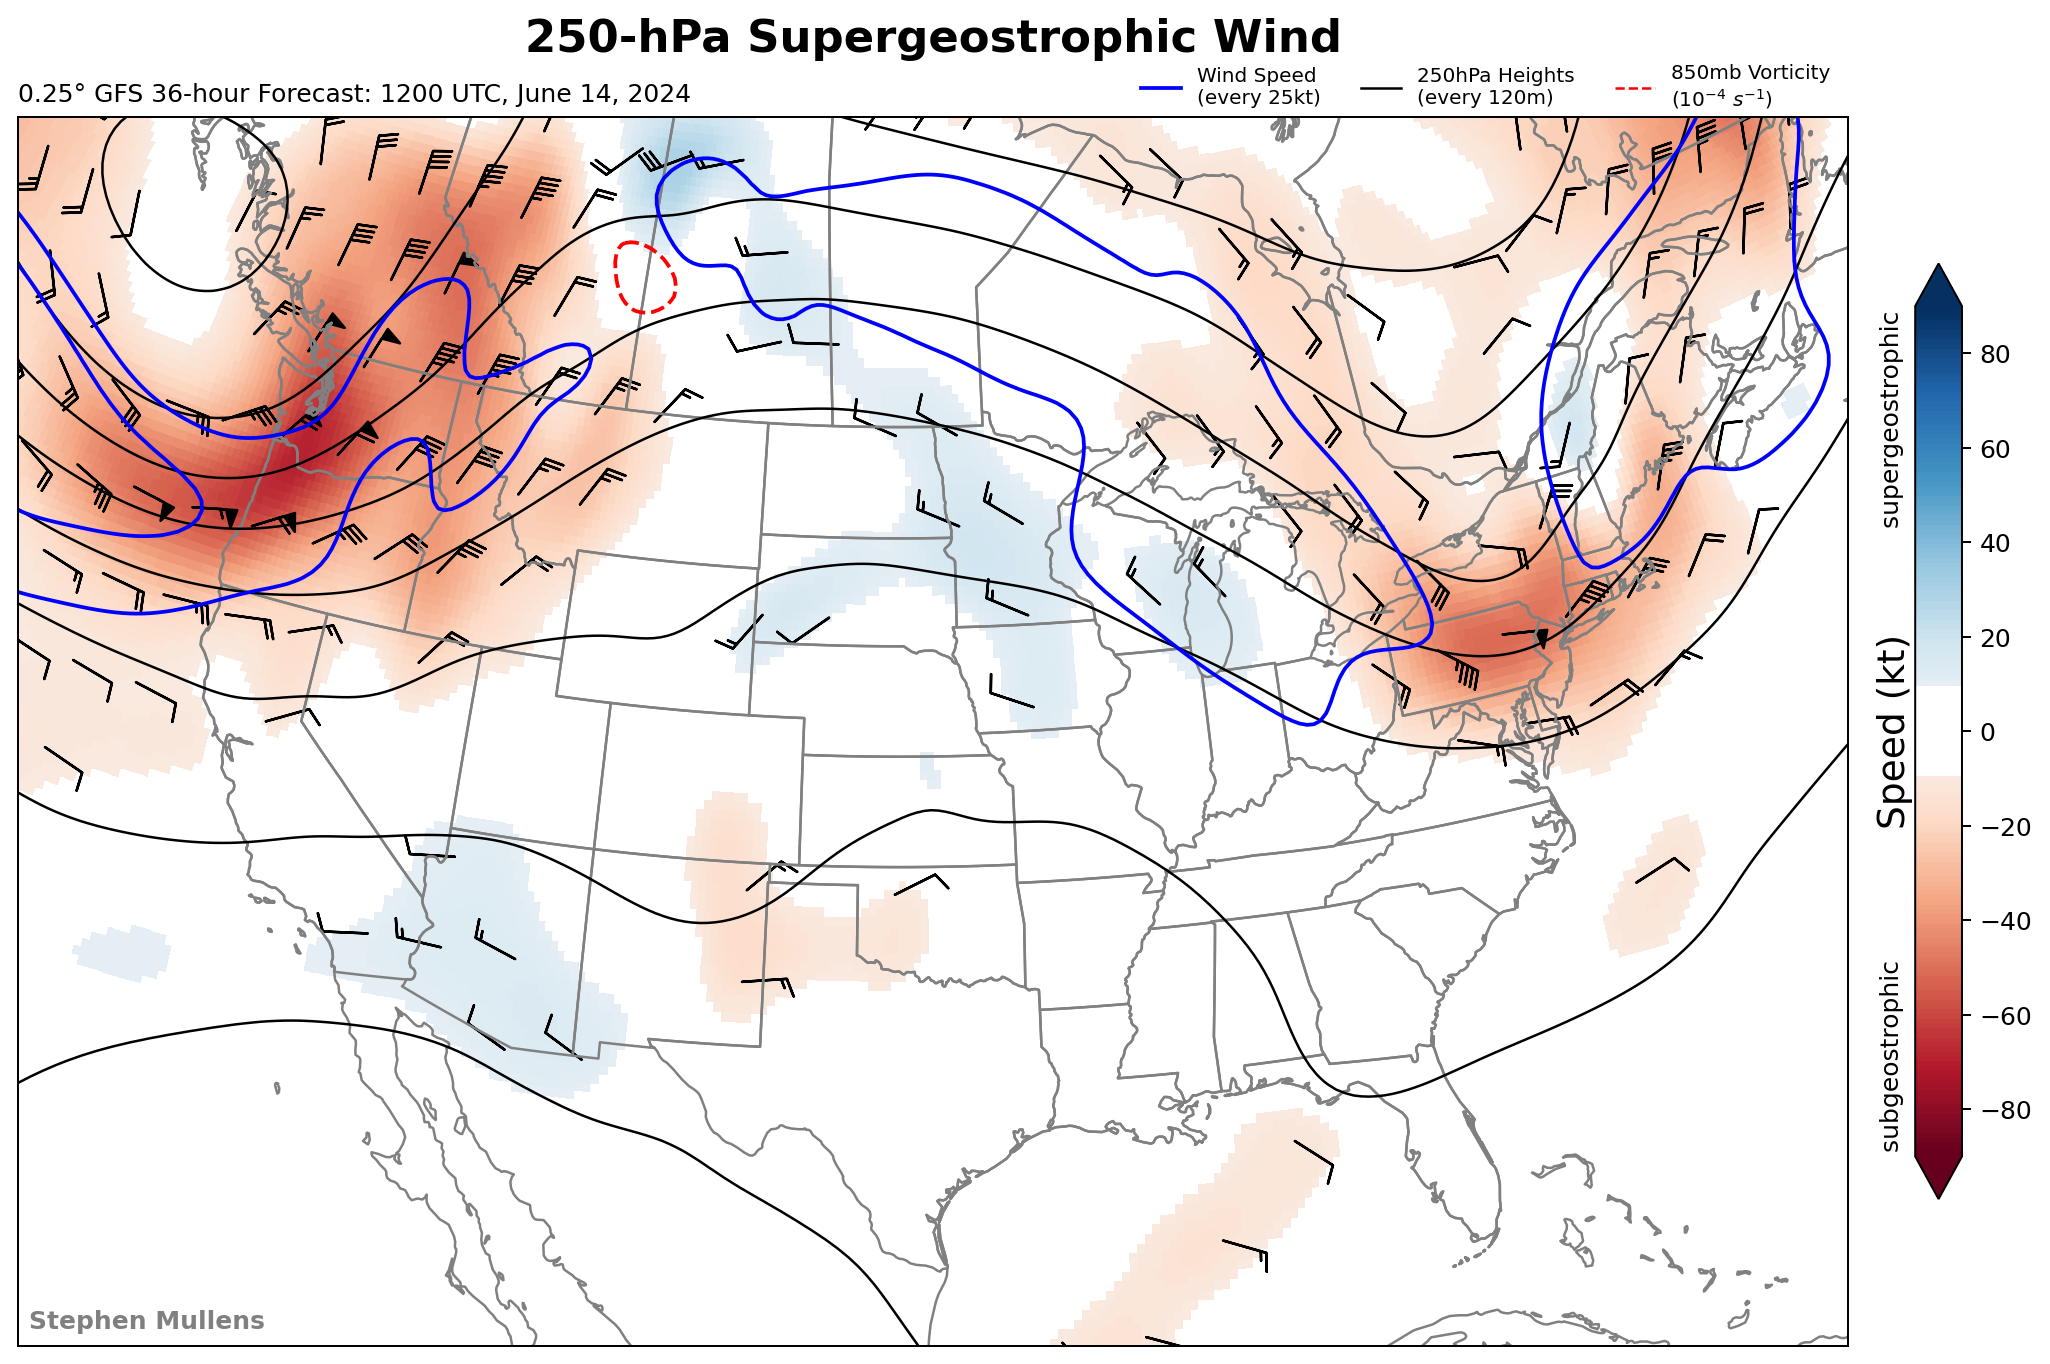 250-hPa Supergeostrophic Wind
0.25° GFS 36-hour Forecast: 1200 UTC, June 14, 2024
Wind Speed
(every 25kt)
250hPa Heights
(every 120m)
850mb Vorticity
(10⁻⁴ s⁻¹)
supergeostrophic
subgeostrophic
Speed (kt)
80
60
40
20
0
−20
−40
−60
−80
Stephen Mullens